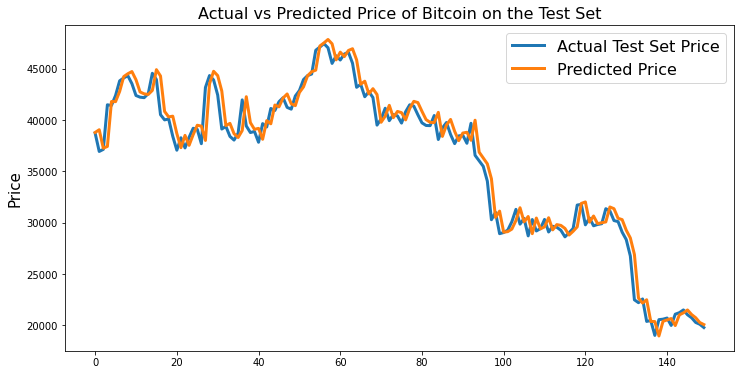 Actual vs Predicted Price of Bitcoin on the Test Set
Actual Test Set Price
Predicted Price
Price
45000
40000
35000
30000
25000
20000
0 20 40 60 80 100 120 140